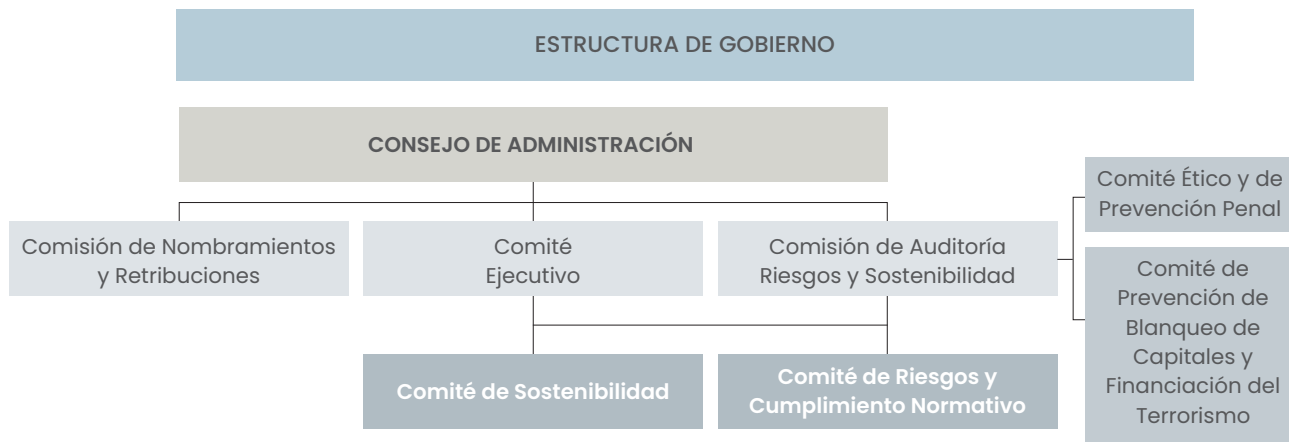 ESTRUCTURA DE GOBIERNO
CONSEJO DE ADMINISTRACIÓN
Comisión de Nombramientos
y Retribuciones
Comité
Ejecutivo
Comisión de Auditoría
Riesgos y Sostenibilidad
Comité Ético y de
Prevención Penal
Comité de
Prevención de
Blanqueo de
Capitales y
Financiación del
Terrorismo
Comité de Sostenibilidad
Comité de Riesgos y
Cumplimiento Normativo